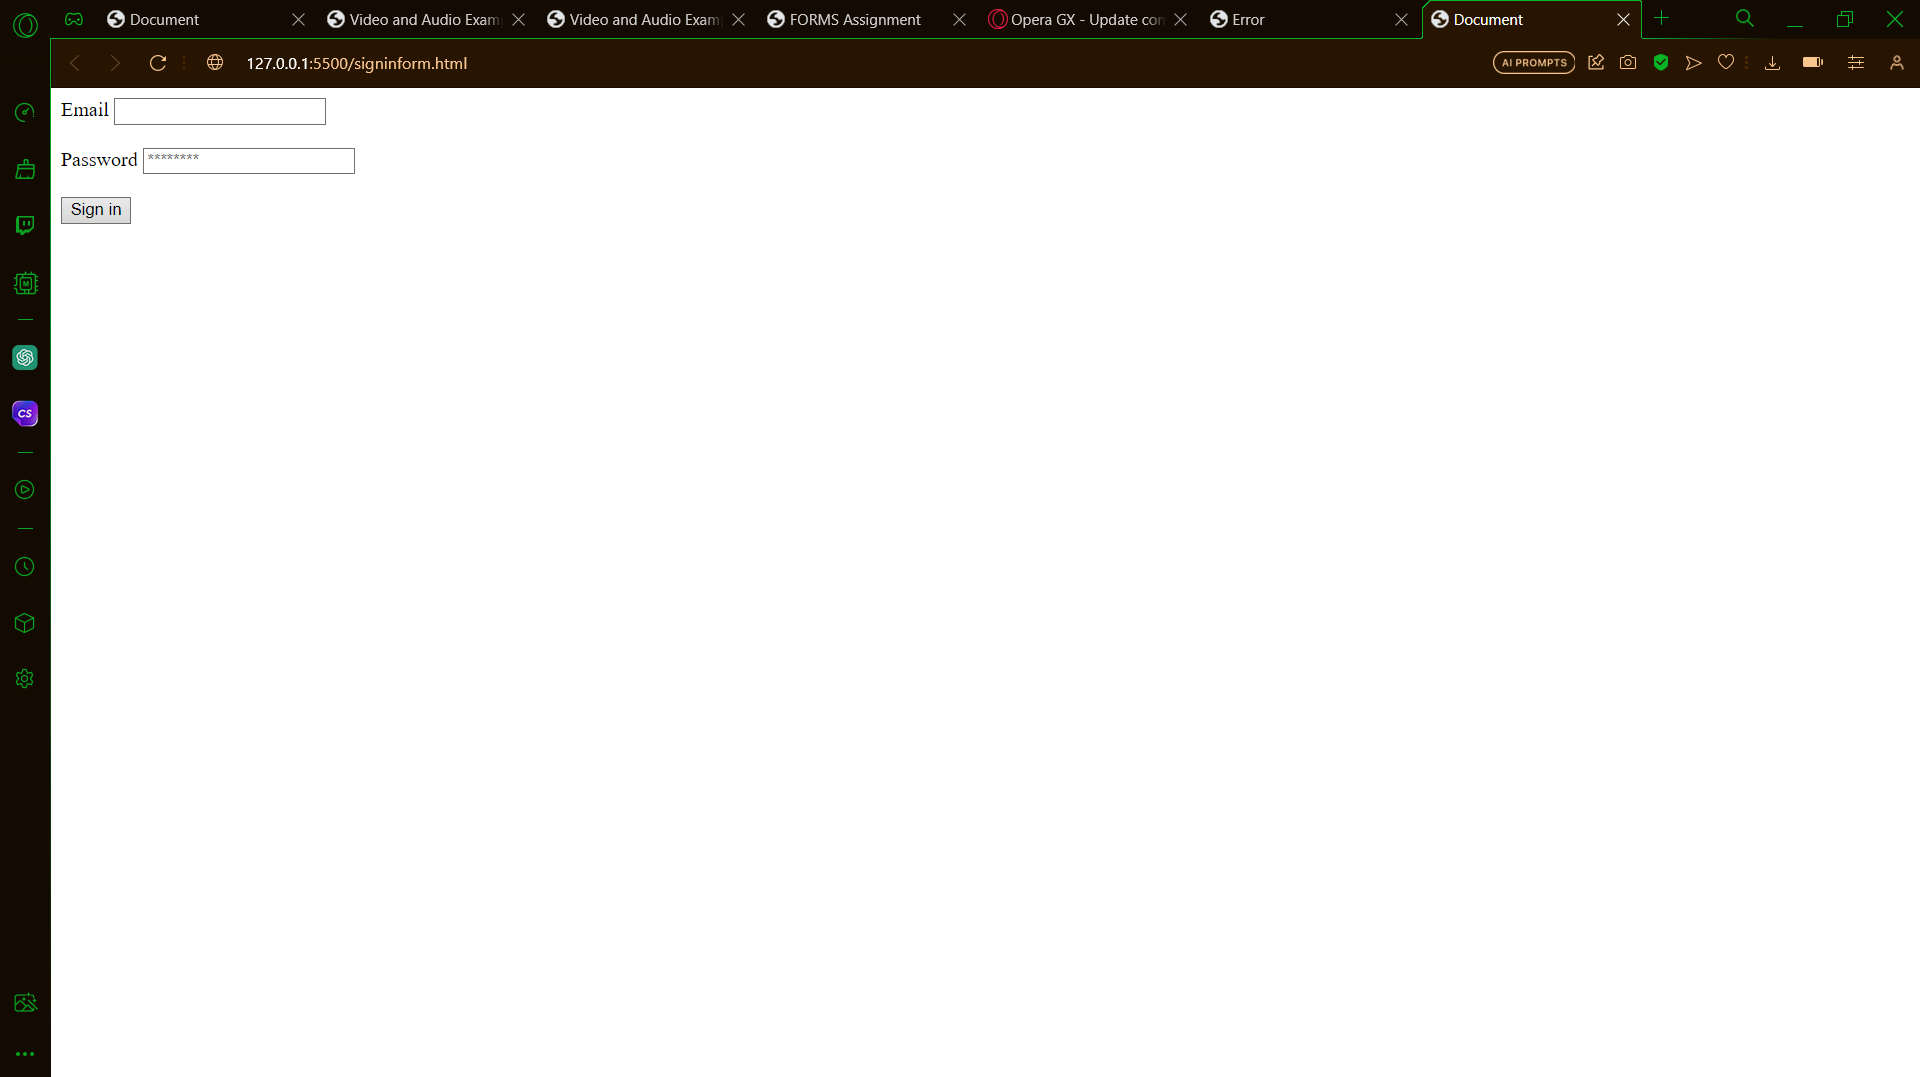 Document
Video and Audio Exam
Video and Audio Exam
FORMS Assignment
Opera GX - Update con
Error
Document
127.0.0.1:5500/signinform.html
AI PROMPTS
Email
Password ********
Sign in
M
CS